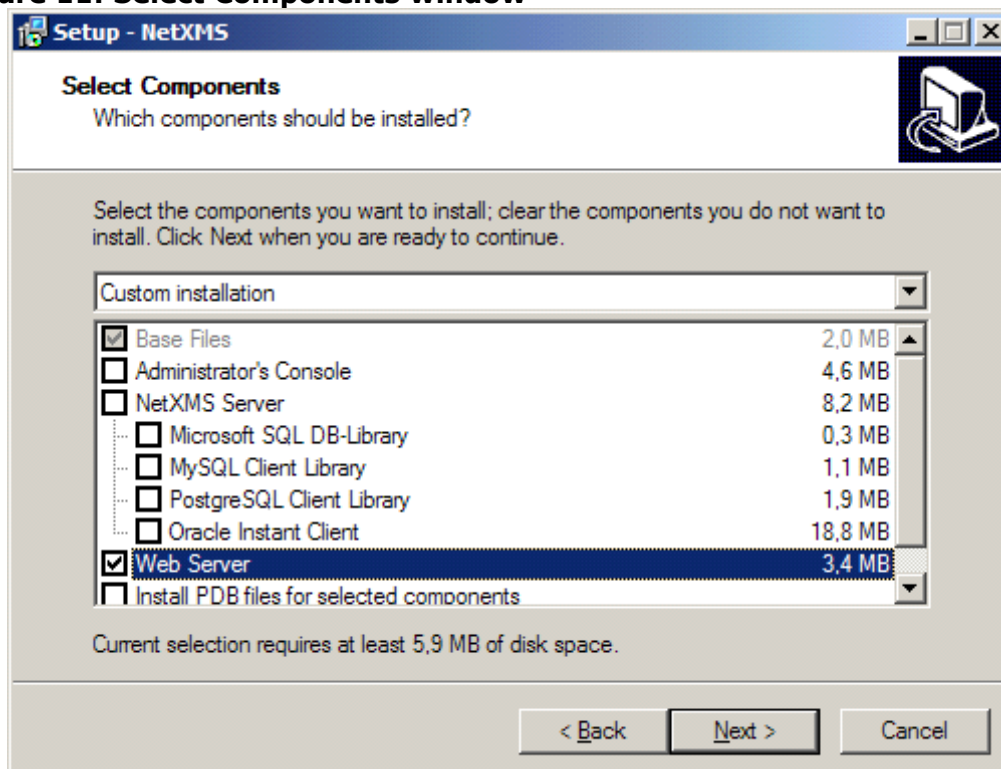 11. Select Components window
Setup - NetXMS
Select Components
Which components should be installed?
Select the components you want to install; clear the components you do not want to
install. Click Next when you are ready to continue.
Custom installation
Base Files 2,0 MB
Administrator's Console 4,6 MB
NetXMS Server 8,2 MB
Microsoft SQL DB-Library 0,3 MB
MySQL Client Library 1,1 MB
PostgreSQL Client Library 1,9 MB
Oracle Instant Client 18,8 MB
Web Server 3,4 MB
Install PDB files for selected components
Current selection requires at least 5,9 MB of disk space.
< Back Next > Cancel